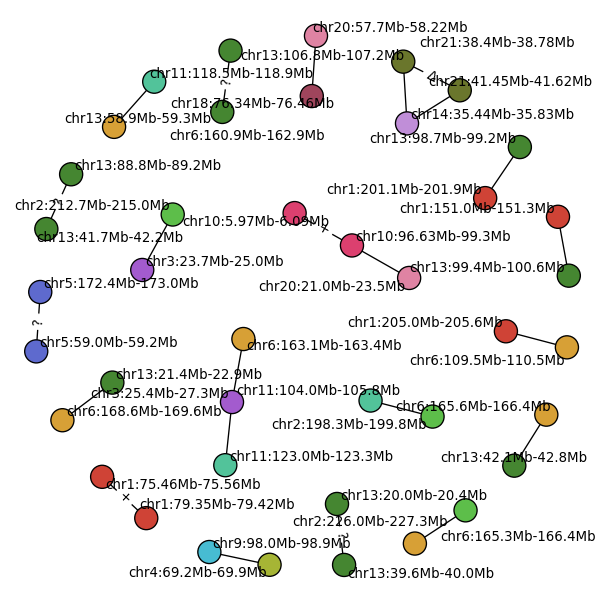 chr20:57.7Mb-58.22Mb
chr21:38.4Mb-38.78Mb
chr13:106.8Mb-107.2Mb
chr11:118.5Mb-118.9Mb
chr21:41.45Mb-41.62Mb
?
chr18:76.34Mb-76.46Mb
chr14:35.44Mb-35.83Mb
chr13:58.9Mb-59.3Mb
chr6:160.9Mb-162.9Mb
chr13:98.7Mb-99.2Mb
chr13:88.8Mb-89.2Mb
chr1:201.1Mb-201.9Mb
chr2:212.7Mb-215.0Mb
chr1:151.0Mb-151.3Mb
chr10:5.97Mb-6.09Mb
chr13:41.7Mb-42.2Mb
chr10:96.63Mb-99.3Mb
chr3:23.7Mb-25.0Mb
chr13:99.4Mb-100.6Mb
chr5:172.4Mb-173.0Mb
chr20:21.0Mb-23.5Mb
?
chr1:205.0Mb-205.6Mb
chr5:59.0Mb-59.2Mb
chr6:163.1Mb-163.4Mb
chr6:109.5Mb-110.5Mb
chr13:21.4Mb-22.9Mb
chr3:25.4Mb-27.3Mb
chr11:104.0Mb-105.8Mb
chr6:168.6Mb-169.6Mb
chr6:165.6Mb-166.4Mb
chr2:198.3Mb-199.8Mb
chr11:123.0Mb-123.3Mb
chr13:42.1Mb-42.8Mb
chr1:75.46Mb-75.56Mb
chr13:20.0Mb-20.4Mb
chr1:79.35Mb-79.42Mb
chr2:226.0Mb-227.3Mb
chr6:165.3Mb-166.4Mb
chr9:98.0Mb-98.9Mb
chr4:69.2Mb-69.9Mb
chr13:39.6Mb-40.0Mb